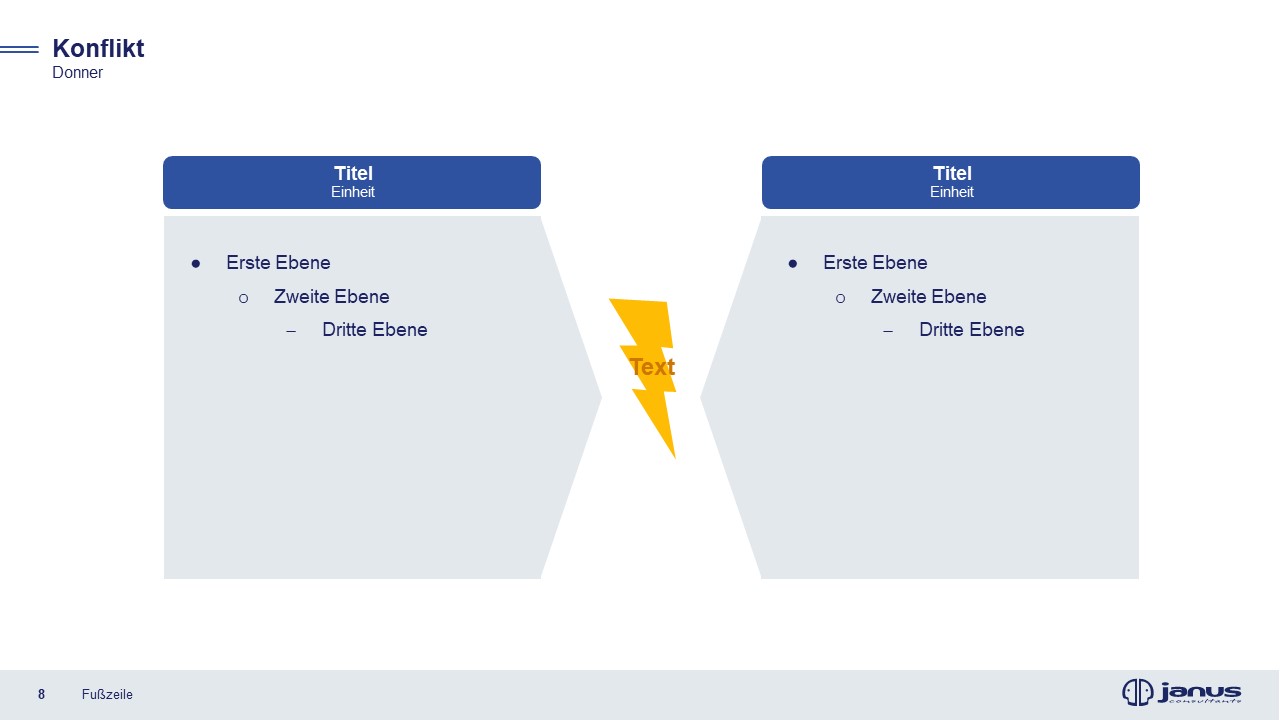 Konflikt
Donner
Titel
Einheit
● Erste Ebene
○ Zweite Ebene
– Dritte Ebene
Text
Titel
Einheit
● Erste Ebene
○ Zweite Ebene
– Dritte Ebene
8 Fußzeile
janus
consultants